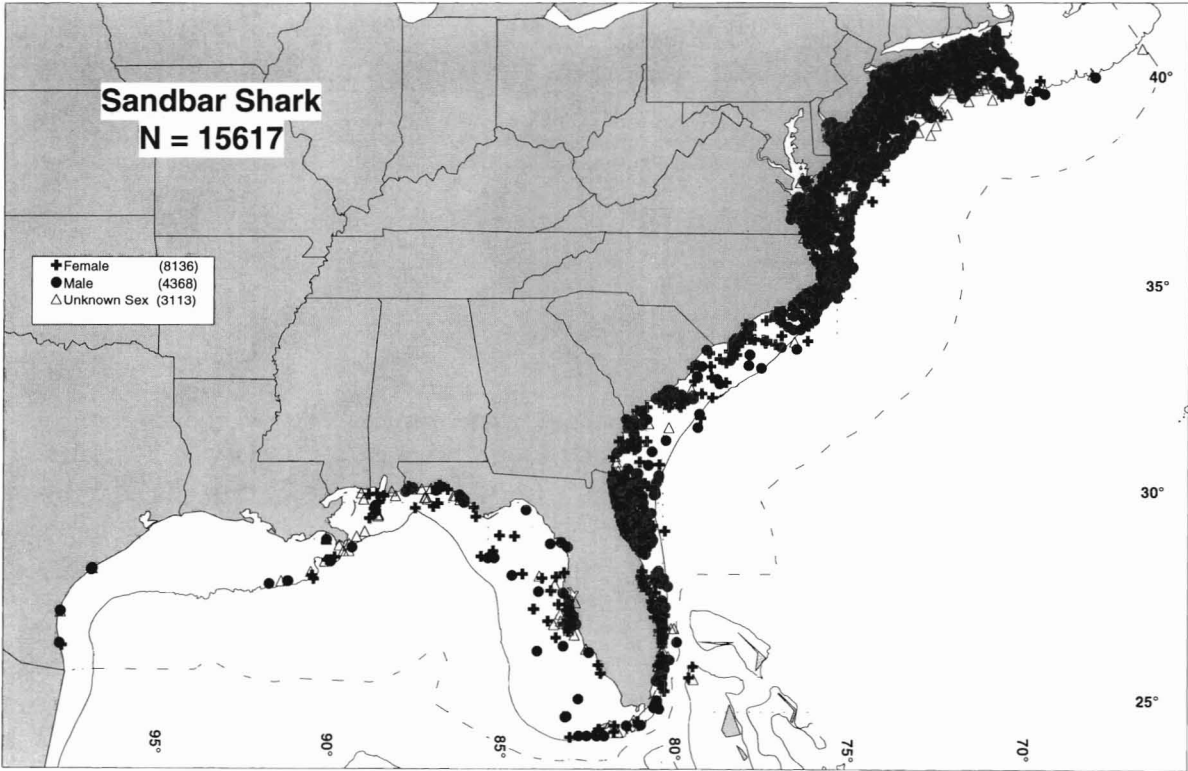 Sandbar Shark
N = 15617
Female (8136)
Male (4368)
Unknown Sex (3113)
40°
35°
30°
25°
95°
90°
85°
80°
75°
70°